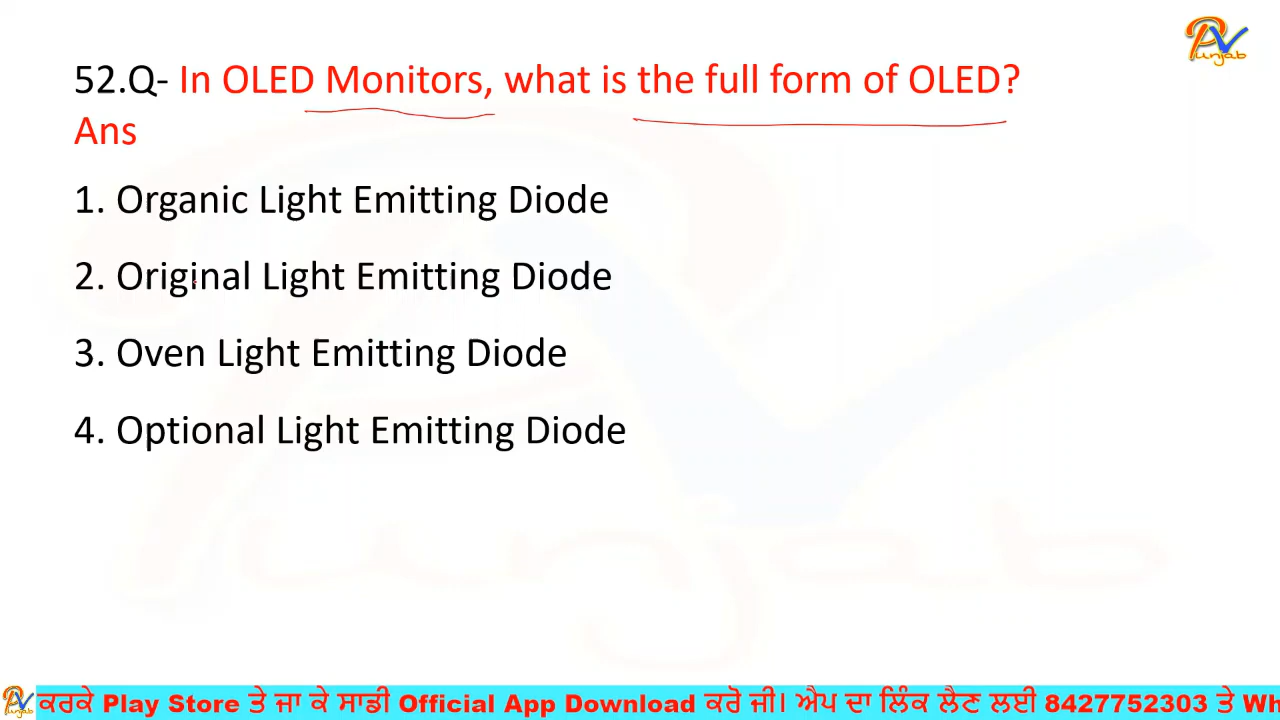 52.Q- In OLED Monitors, what is the full form of OLED?
Ans
1. Organic Light Emitting Diode
2. Original Light Emitting Diode
3. Oven Light Emitting Diode
4. Optional Light Emitting Diode
Punjab
ਕਰਕੇ Play Store ਤੇ ਜਾ ਕੇ ਸਾਡੀ Official App Download ਕਰੋ ਜੀ। ਐਪ ਦਾ ਲਿੰਕ ਲੈਣ ਲਈ 8427752303 ਤੇ Wh